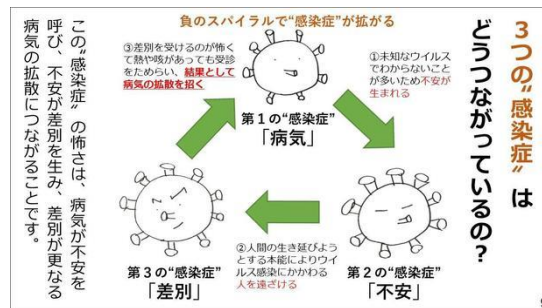 3つの“感染症”は
どうつながっているの？
負のスパイラルで“感染症”が拡がる
①未知なウイルス
でわからないこと
が多いため不安が
生まれる
第１の“感染症”
「病気」
第２の“感染症”
「不安」
②人間の生き延びよう
とする本能によりウイ
ルス感染にかかわる
人を遠ざける
第３の“感染症”
「差別」
③差別を受けるのが怖く
て熱や咳があっても受診
をためらい、結果として
病気の拡散を招く
この“感染症”の怖さは、病気が不安を
呼び、不安が差別を生み、差別が更なる
病気の拡散につながることです。